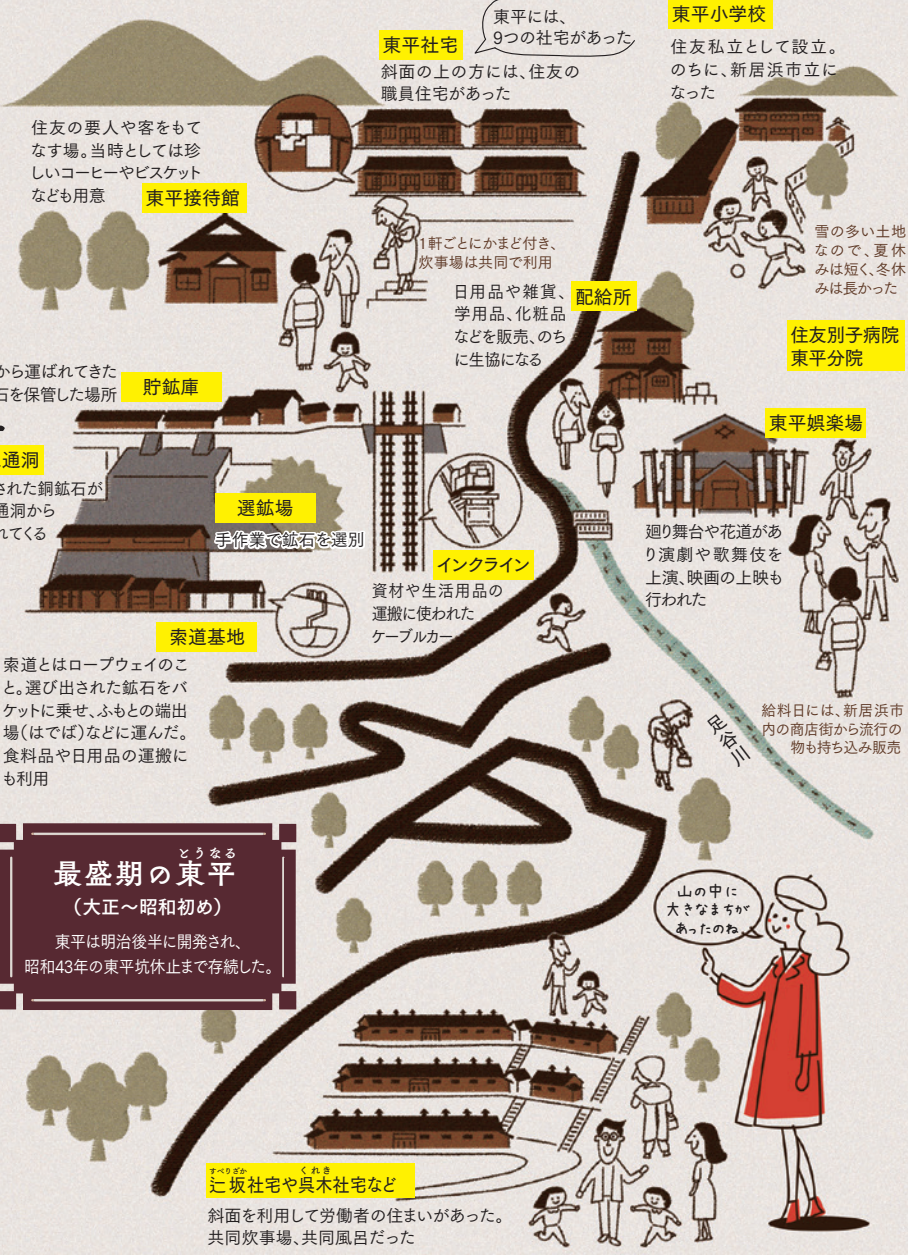 東平には、
9つの社宅があった
東平社宅
斜面の上の方には、住友の
職員住宅があった
東平小学校
住友私立として設立。
のちに、新居浜市立に
なった
住友の要人や客をもて
なす場。当時としては珍
しいコーヒーやビスケット
なども用意
東平接待館
1軒ごとにかまど付き、
炊事場は共同で利用
雪の多い土地
なので、夏休
みは短く、冬休
みは長かった
日用品や雑貨、
学用品、化粧品
などを販売、のち
に生協になる
配給所
住友別子病院
東平分院
から運ばれてきた
石を保管した場所
貯鉱庫
通洞
された銅鉱石が
通洞から
れてくる
選鉱場
手作業で鉱石を選別
インクライン
資材や生活用品の
運搬に使われた
ケーブルカー
東平娯楽場
廻り舞台や花道があ
り演劇や歌舞伎を
上演、映画の上映も
行われた
索道基地
索道とはロープウェイのこ
と。選び出された鉱石をバ
ケットに乗せ、ふもとの端出
場(はでば)などに運んだ。
食料品や日用品の運搬に
も利用
給料日には、新居浜市
内の商店街から流行の
物も持ち込み販売
足谷川
とうなる
最盛期の東平
(大正〜昭和初め)
東平は明治後半に開発され、
昭和43年の東平坑休止まで存続した。
山の中に
大きなまちが
あったのね
すべりざか くれき
辷坂社宅や呉木社宅など
斜面を利用して労働者の住まいがあった。
共同炊事場、共同風呂だった